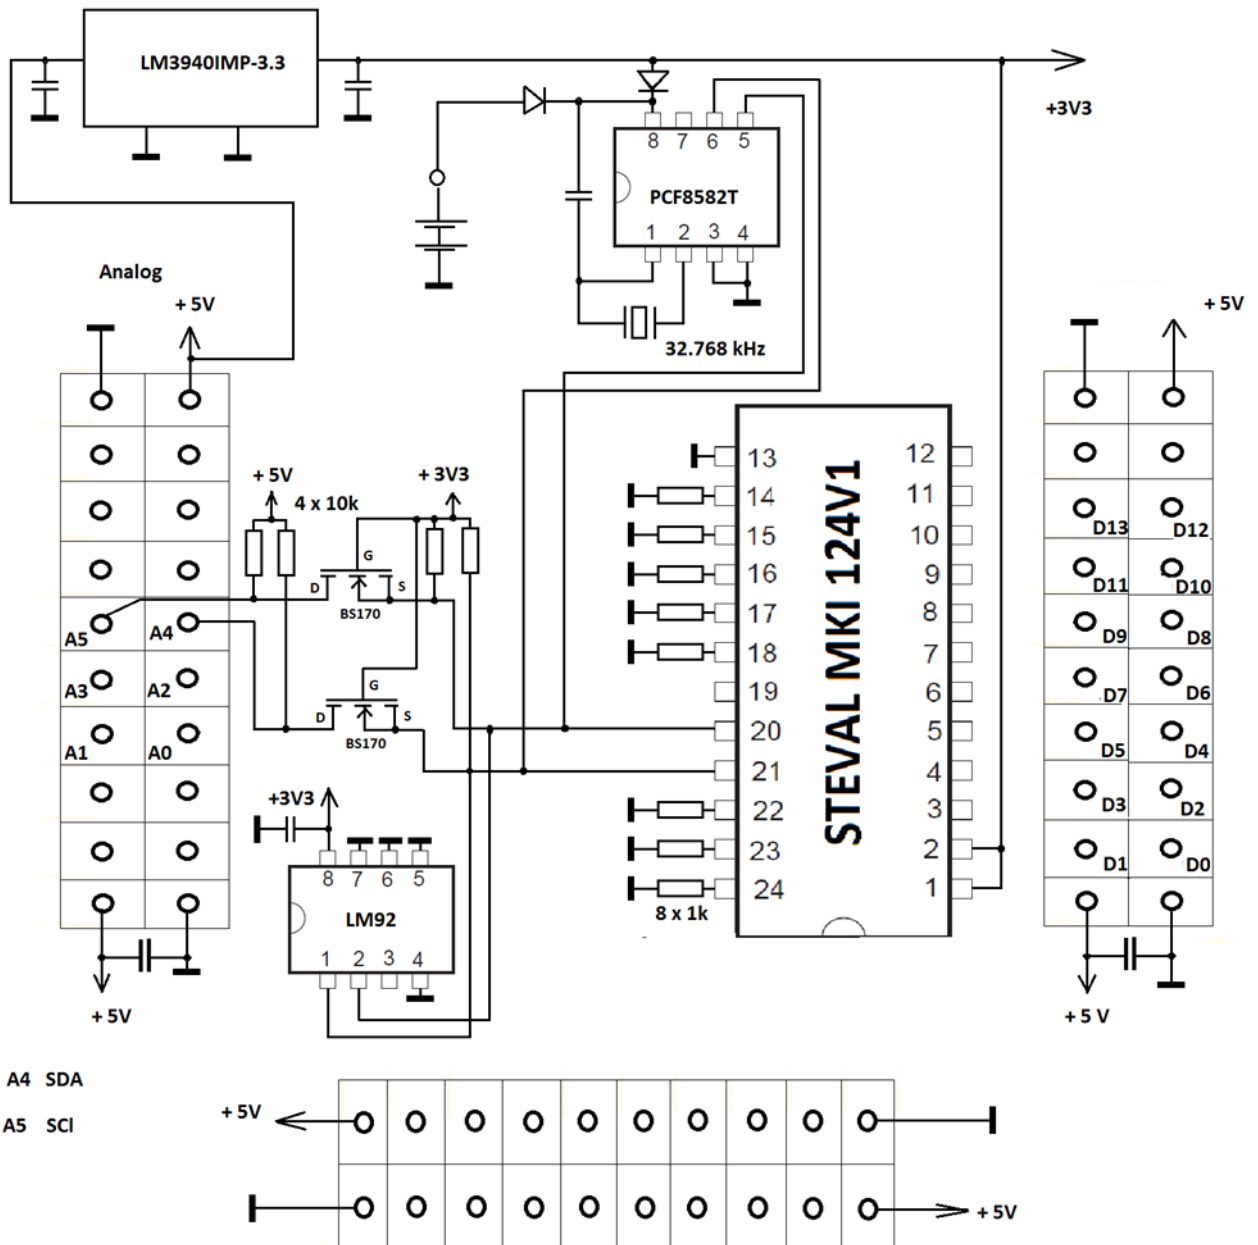 LM3940IMP-3.3
+3V3
8 7 6 5
PCF8582T
1 2 3 4
32.768 kHz
Analog
+ 5V
+ 5V
+ 5V
4 x 10k
+ 3V3
G
D
S
BS170
G
D
S
BS170
A5 A4
A3 A2
A1 A0
+3V3
8 7 6 5
LM92
1 2 3 4
+ 5V
13 12
14 11
15 10
16 9
17 8
18 7
19 6
20 5
21 4
22 3
23 2
24 1
STEVAL MKI 124V1
8 x 1k
D13 D12
D11 D10
D9 D8
D7 D6
D5 D4
D3 D2
D1 D0
+ 5 V
A4 SDA
A5 SCl
+ 5V
+ 5V